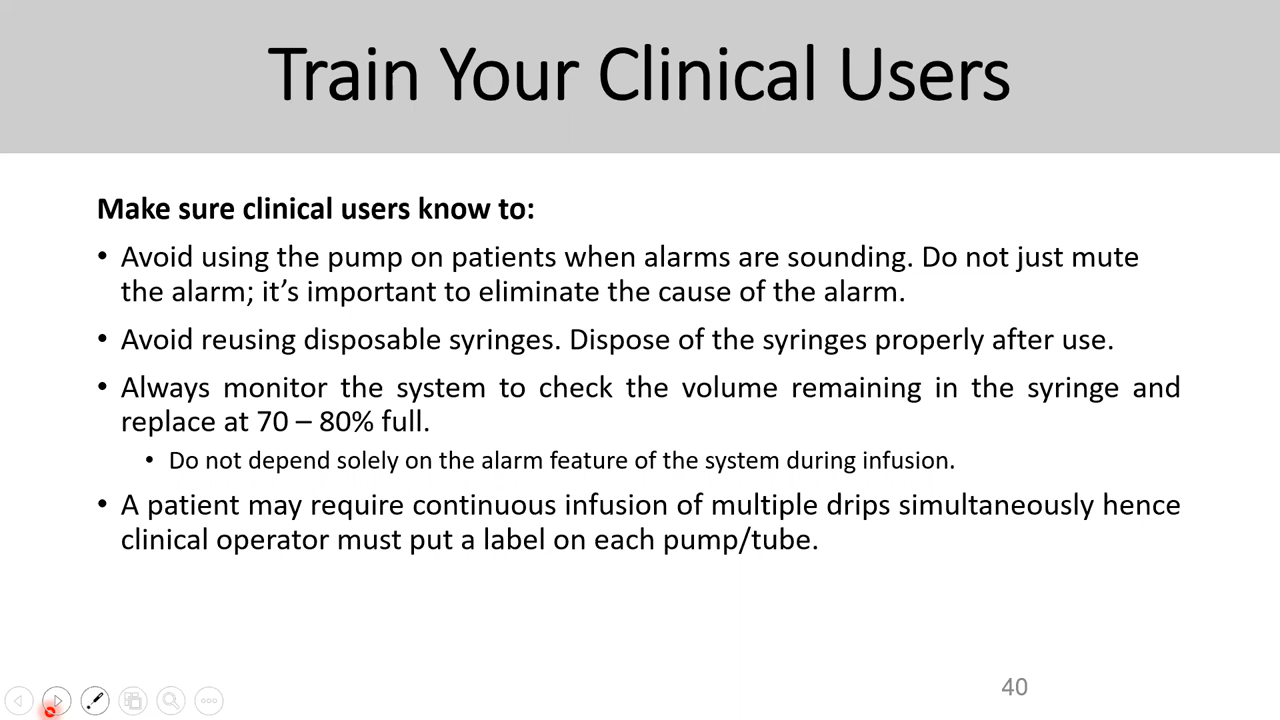 Train Your Clinical Users
Make sure clinical users know to:
• Avoid using the pump on patients when alarms are sounding. Do not just mute
the alarm; it’s important to eliminate the cause of the alarm.
• Avoid reusing disposable syringes. Dispose of the syringes properly after use.
• Always monitor the system to check the volume remaining in the syringe and
replace at 70 – 80% full.
• Do not depend solely on the alarm feature of the system during infusion.
• A patient may require continuous infusion of multiple drips simultaneously hence
clinical operator must put a label on each pump/tube.
40